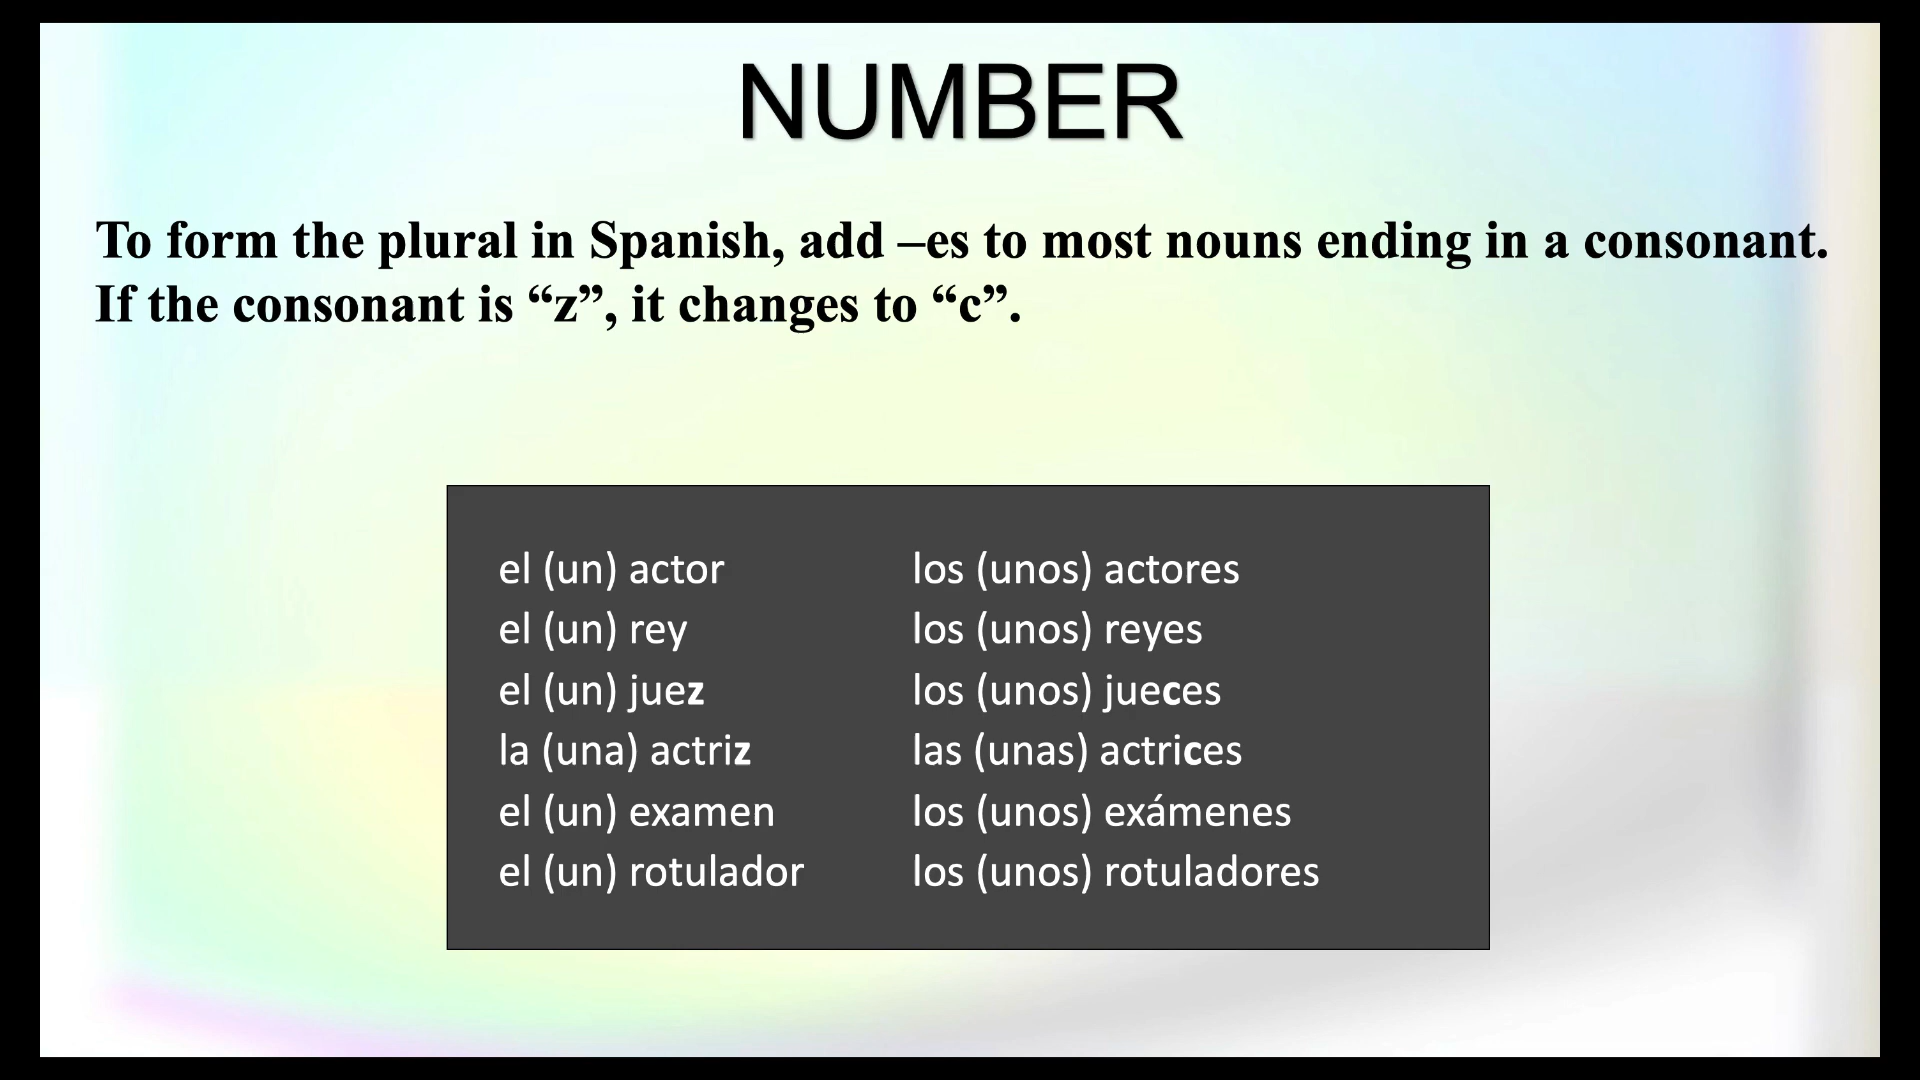 NUMBER
To form the plural in Spanish, add –es to most nouns ending in a consonant.
If the consonant is “z”, it changes to “c”.
el (un) actor los (unos) actores
el (un) rey los (unos) reyes
el (un) juez los (unos) jueces
la (una) actriz las (unas) actrices
el (un) examen los (unos) exámenes
el (un) rotulador los (unos) rotuladores